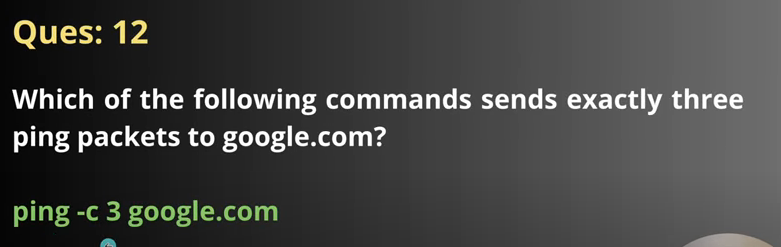 Ques: 12
Which of the following commands sends exactly three
ping packets to google.com?
ping -c 3 google.com